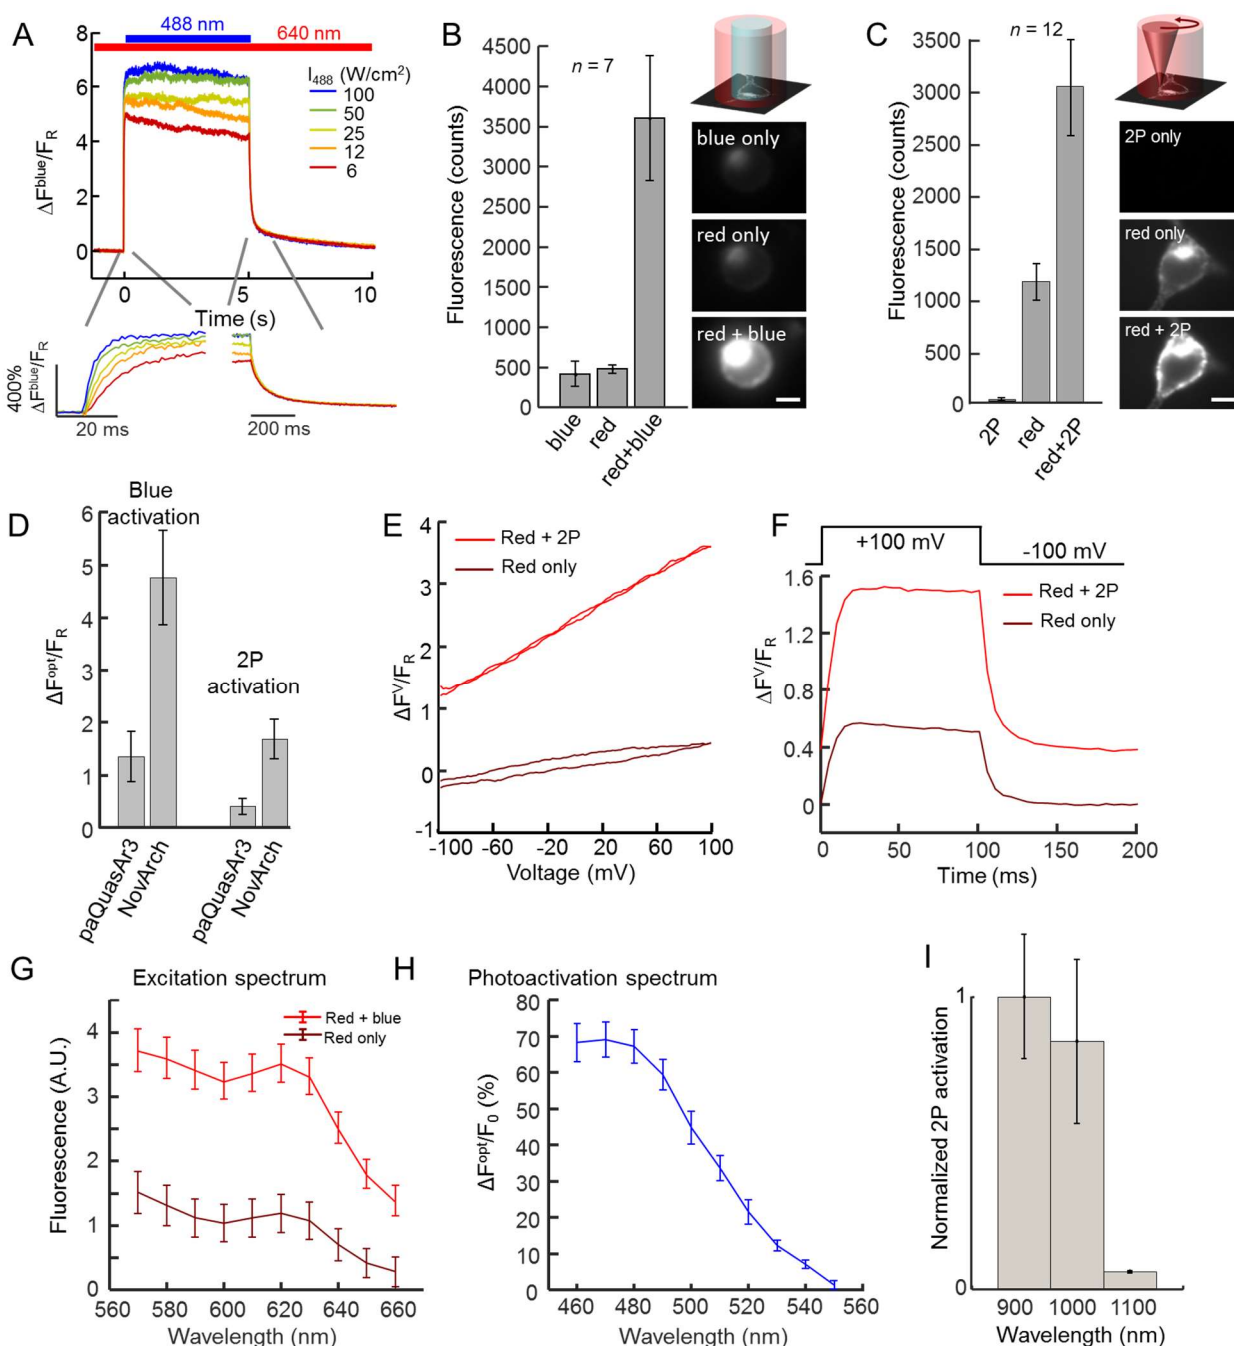 A
488 nm
640 nm
8
6
4
2
0
ΔF^blue/F_R
I_488 (W/cm²)
100
50
25
12
6
0
5
10
Time (s)
400%
ΔF^blue/F_R
20 ms
200 ms
B
4500
4000
3500
3000
2500
2000
1500
1000
500
0
Fluorescence (counts)
n = 7
blue
red
red+blue
blue only
red only
red + blue
C
3500
3000
2500
2000
1500
1000
500
0
Fluorescence (counts)
n = 12
2P
red
red+2P
2P only
red only
red + 2P
D
Blue
activation
2P
activation
6
5
4
3
2
1
0
ΔF^opt/F_R
paQuasAr3
NovArch
paQuasAr3
NovArch
E
Red + 2P
Red only
4
3
2
1
0
-1
ΔF^V/F_R
-100
-60
-20
20
60
100
Voltage (mV)
F
+100 mV
-100 mV
Red + 2P
Red only
1.6
1.2
0.8
0.4
0
ΔF^V/F_R
0
50
100
150
200
Time (ms)
G
Excitation spectrum
Red + blue
Red only
4
3
2
1
0
Fluorescence (A.U.)
560
580
600
620
640
660
Wavelength (nm)
H
Photoactivation spectrum
80
70
60
50
40
30
20
10
0
ΔF^opt/F_0 (%)
460
480
500
520
540
560
Wavelength (nm)
I
1
0
Normalized 2P activation
900
1000
1100
Wavelength (nm)